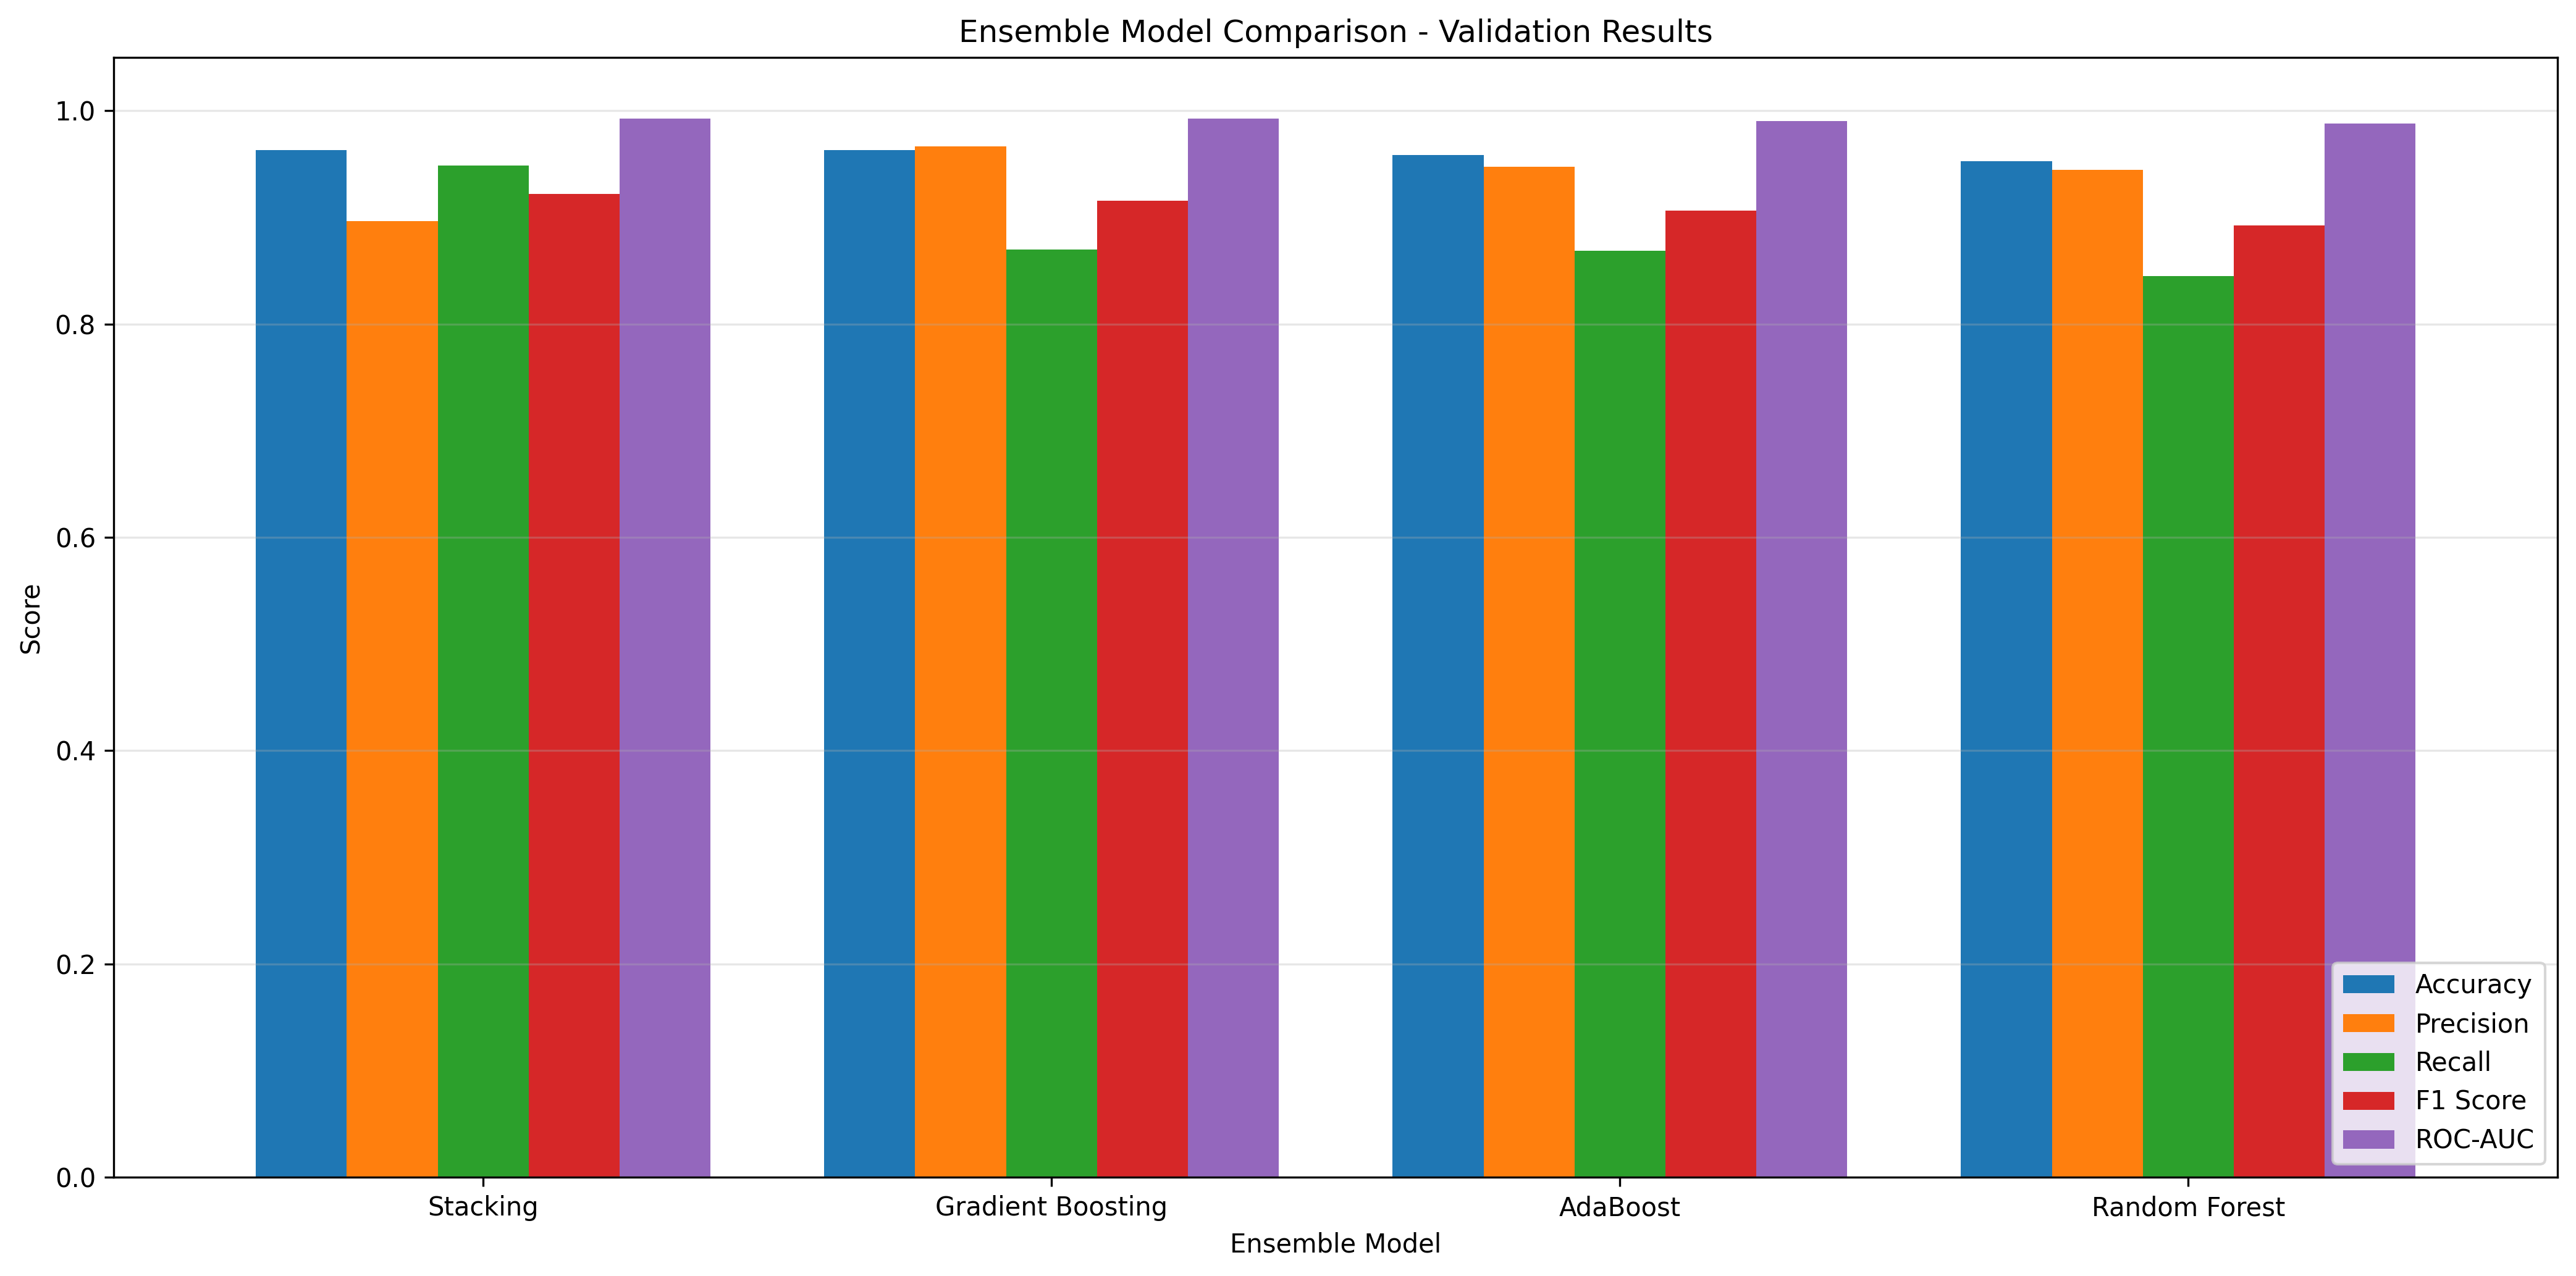 Ensemble Model Comparison - Validation Results
Score
1.0
0.8
0.6
0.4
0.2
0.0
Stacking
Gradient Boosting
AdaBoost
Random Forest
Ensemble Model
Accuracy
Precision
Recall
F1 Score
ROC-AUC